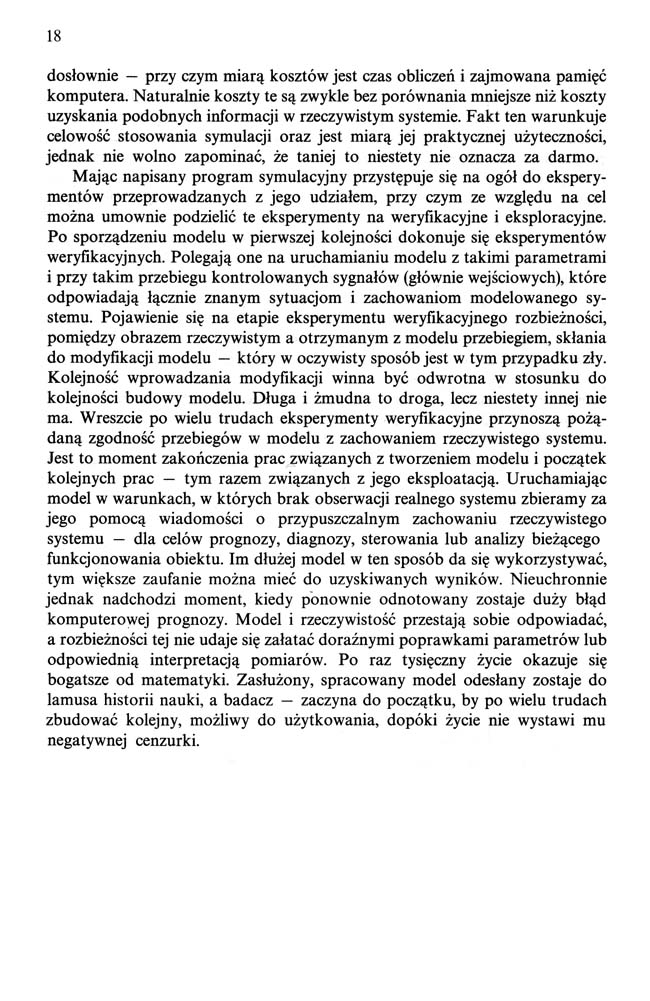 18
dosłownie — przy czym miarą kosztów jest czas obliczeń i zajmowana pamięć
komputera. Naturalnie koszty te są zwykle bez porównania mniejsze niż koszty
uzyskania podobnych informacji w rzeczywistym systemie. Fakt ten warunkuje
celowość stosowania symulacji oraz jest miarą jej praktycznej użyteczności,
jednak nie wolno zapominać, że taniej to niestety nie oznacza za darmo.
Mając napisany program symulacyjny przystępuje się na ogół do ekspery-
mentów przeprowadzanych z jego udziałem, przy czym ze względu na cel
można umownie podzielić te eksperymenty na weryfikacyjne i eksploracyjne.
Po sporządzeniu modelu w pierwszej kolejności dokonuje się eksperymentów
weryfikacyjnych. Polegają one na uruchamianiu modelu z takimi parametrami
i przy takim przebiegu kontrolowanych sygnałów (głównie wejściowych), które
odpowiadają łącznie znanym sytuacjom i zachowaniom modelowanego sy-
stemu. Pojawienie się na etapie eksperymentu weryfikacyjnego rozbieżności,
pomiędzy obrazem rzeczywistym a otrzymanym z modelu przebiegiem, skłania
do modyfikacji modelu — który w oczywisty sposób jest w tym przypadku zły.
Kolejność wprowadzania modyfikacji winna być odwrotna w stosunku do
kolejności budowy modelu. Długa i żmudna to droga, lecz niestety innej nie
ma. Wreszcie po wielu trudach eksperymenty weryfikacyjne przynoszą pożą-
daną zgodność przebiegów w modelu z zachowaniem rzeczywistego systemu.
Jest to moment zakończenia prac związanych z tworzeniem modelu i początek
kolejnych prac — tym razem związanych z jego eksploatacją. Uruchamiając
model w warunkach, w których brak obserwacji realnego systemu zbieramy za
jego pomocą wiadomości o przypuszczalnym zachowaniu rzeczywistego
systemu — dla celów prognozy, diagnozy, sterowania lub analizy bieżącego
funkcjonowania obiektu. Im dłużej model w ten sposób da się wykorzystywać,
tym większe zaufanie można mieć do uzyskiwanych wyników. Nieuchronnie
jednak nadchodzi moment, kiedy ponownie odnotowany zostaje duży błąd
komputerowej prognozy. Model i rzeczywistość przestają sobie odpowiadać,
a rozbieżności tej nie udaje się załatać doraźnymi poprawkami parametrów lub
odpowiednią interpretacją pomiarów. Po raz tysięczny życie okazuje się
bogatsze od matematyki. Zasłużony, spracowany model odesłany zostaje do
lamusa historii nauki, a badacz — zaczyna do początku, by po wielu trudach
zbudować kolejny, możliwy do użytkowania, dopóki życie nie wystawi mu
negatywnej cenzurki.